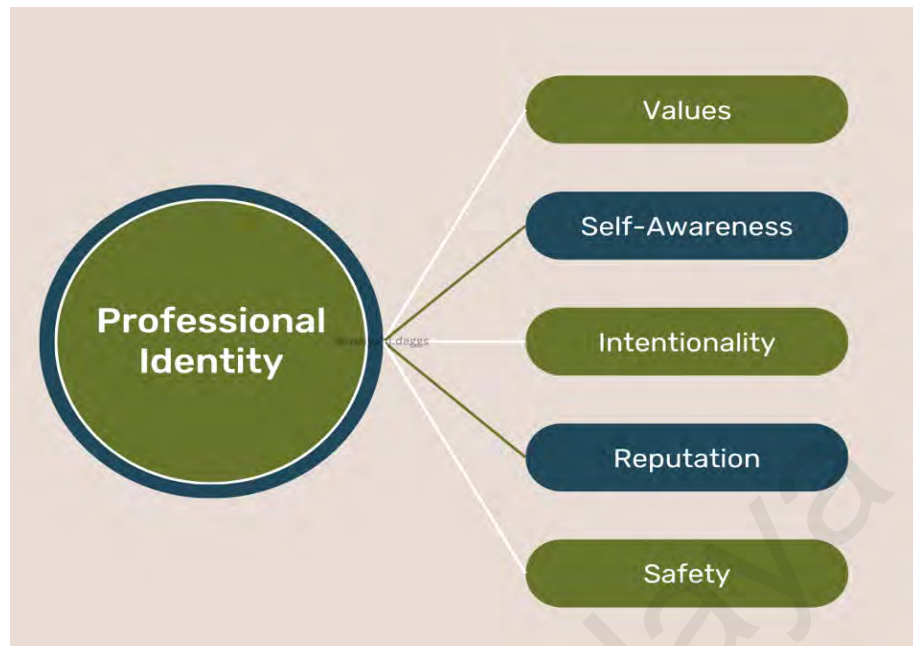 Values
Self-Awareness
Professional
Identity
Intentionality
Reputation
Safety